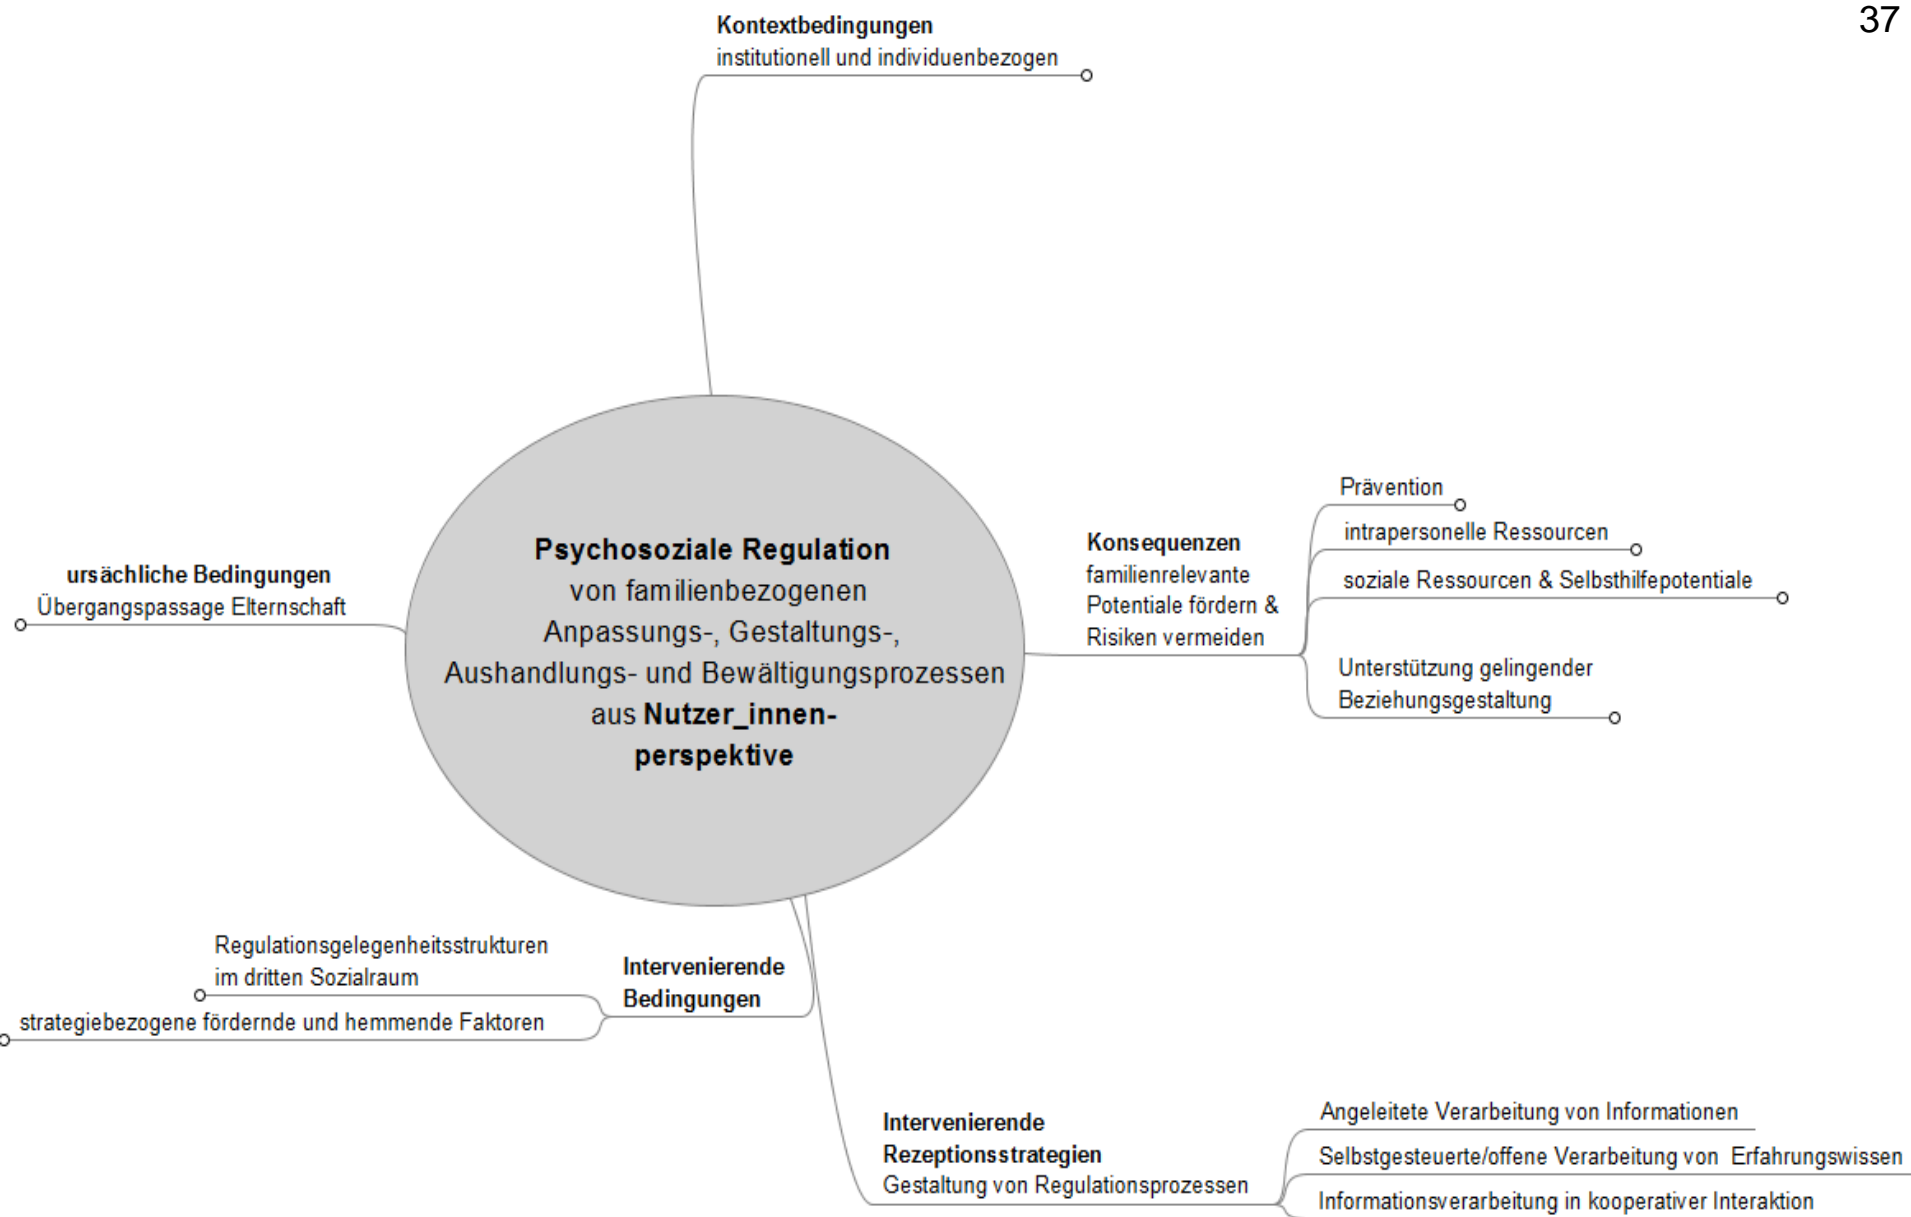 37
Kontextbedingungen
institutionell und individuenbezogen
Psychosoziale Regulation
von familienbezogenen
Anpassungs-, Gestaltungs-,
Aushandlungs- und Bewältigungsprozessen
aus Nutzer_innen-
perspektive
ursächliche Bedingungen
Übergangspassage Elternschaft
Konsequenzen
familienrelevante
Potentiale fördern &
Risiken vermeiden
Prävention
intrapersonelle Ressourcen
soziale Ressourcen & Selbsthilfepotentiale
Unterstützung gelingender
Beziehungsgestaltung
Intervenierende
Bedingungen
Regulationsgelegenheitsstrukturen
im dritten Sozialraum
strategiebezogene fördernde und hemmende Faktoren
Intervenierende
Rezeptionsstrategien
Gestaltung von Regulationsprozessen
Angeleitete Verarbeitung von Informationen
Selbstgesteuerte/offene Verarbeitung von Erfahrungswissen
Informationsverarbeitung in kooperativer Interaktion